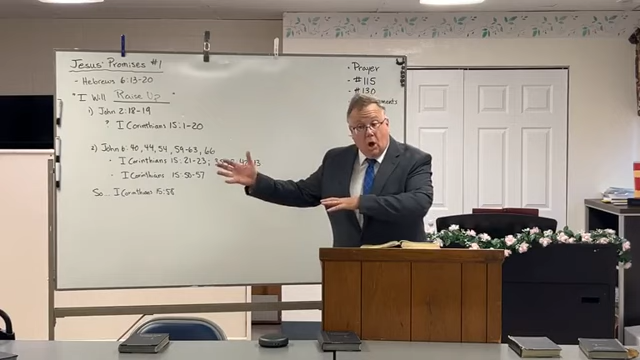 Jesus' Promises #1
- Hebrews 6:13-20
"I Will Raise Up"
1) John 2:18-19
? I Corinthians 15:1-20
2) John 6:40, 44, 54, 59-63, 66
• I Corinthians 15:21-23;
• I Corinthians 15:50-57
So... I Corinthians 15:58
• Prayer
- #115
- #130